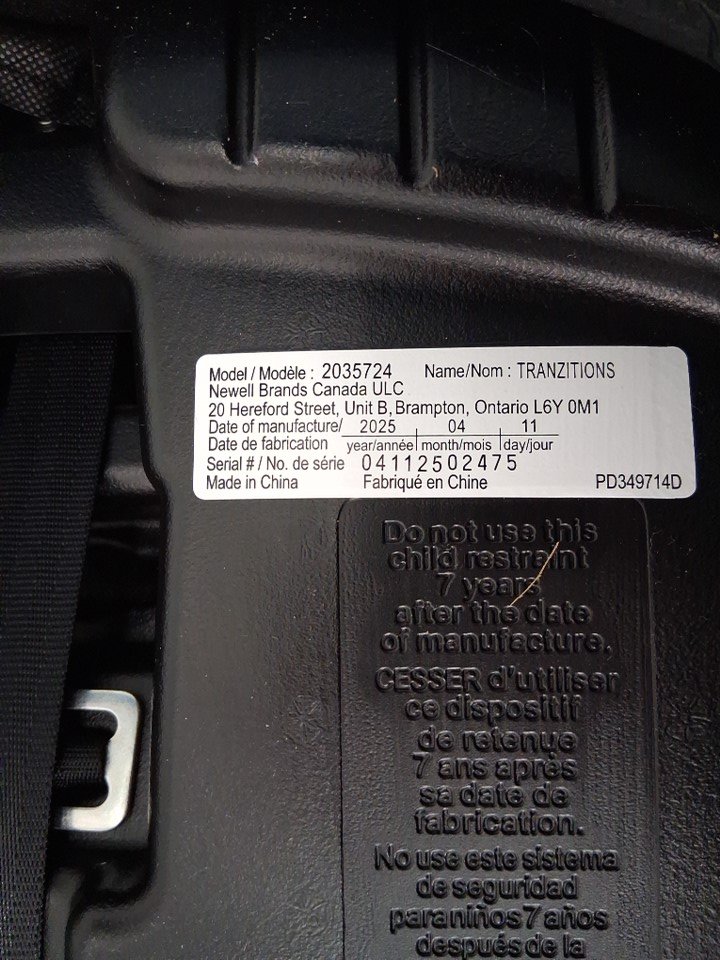 Model / Modèle : 2035724 Name/Nom : TRANZITIONS
Newell Brands Canada ULC
20 Hereford Street, Unit B, Brampton, Ontario L6Y 0M1
Date of manufacture/ 2025 04 11
Date de fabrication year/année month/mois day/jour
Serial # / No. de série 04112502475
Made in China Fabriqué en Chine PD349714D
Do not use this
child restraint
7 years
after the date
of manufacture.
CESSER d'utiliser
ce dispositif
de retenue
7 ans après
sa date de
fabrication.
No use este sistema
de seguridad
para niños 7 años
después de la